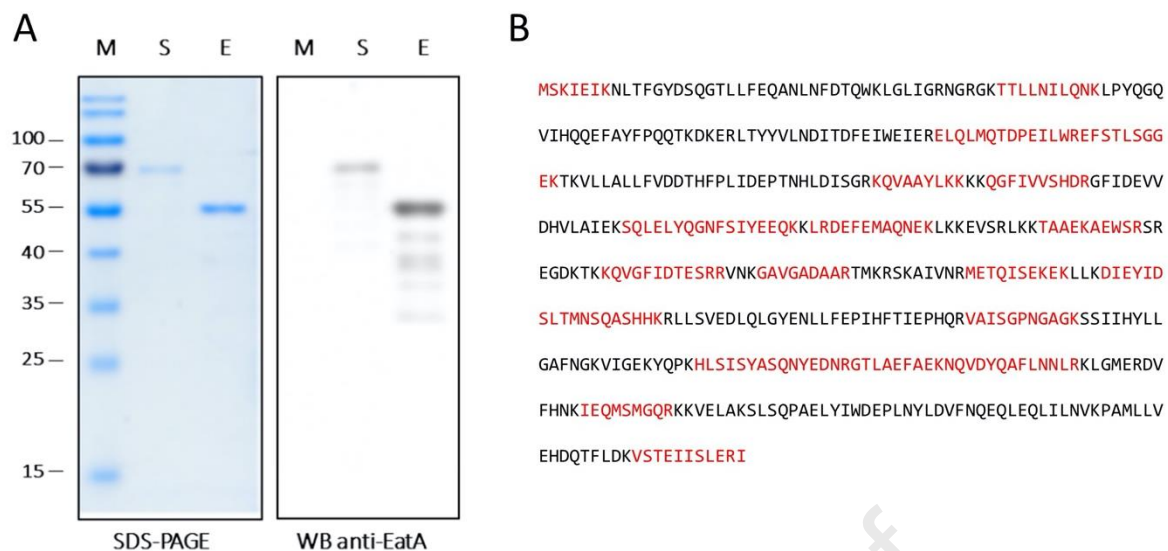 A
B
M S E
M S E
100
70
55
40
35
25
15
SDS-PAGE
WB anti-EatA
MSKIEIKNLTFGYDSQGTLLFEQANLNFDTQWKLGLIGRNGRGKTTLLNILQNKLPYQGQ
VIHQQEFAYFPQQTKDKERLTYYVLNDITDFEIWEIERELQLMQTDPEILWREFSTLSGG
EKTKVLLALLFVDDTHFPLIDEPTNHLDISGRKQVAAYLKKKKQGFIVVSHDRGFIDEVV
DHVLAIEKSQLELYQGNFSIYEEQKKLRDEFEMAQNEKLKKEVSRLKKTAAEKAEWSRSR
EGDKTKKQVGFIDTESRRVNKGAVGADAARTMKRSKAIVNRMETQISEKEKLLKDIEYID
SLTMNSQASHHKRLLSVEDLQLGYENLLFEPIHFTIEPHQRVAISGPNGAGKSSIIHYLL
GAFNGKVIGEKYQPKHLSISYASQNYEDNRGTLAEFAEKNQVDYQAFLNNLRKLGMERDV
FHNKIEQMSMGQRKKVELAKSLSQPAELYIWDEPLNYLDVFNQEQLEQLILNVKPAMLLV
EHDQTFLDKVSTEIISLERI
f